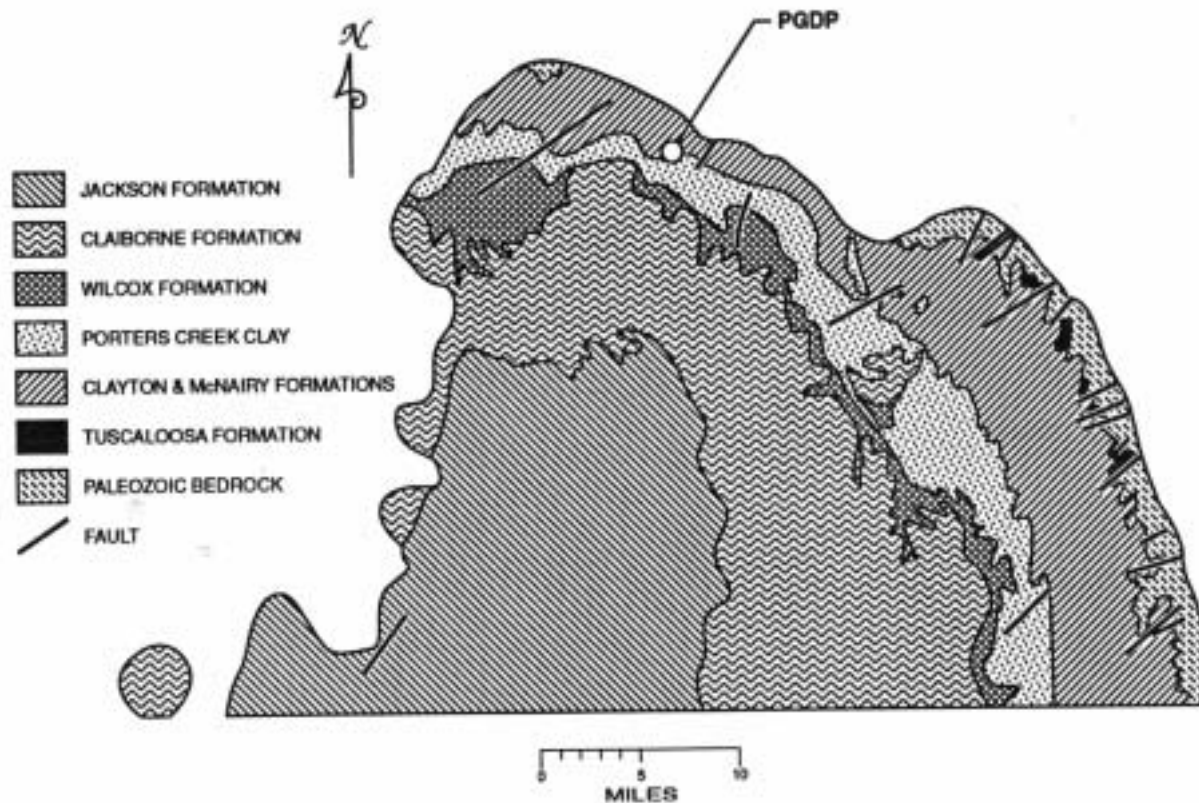 PGDP
N
JACKSON FORMATION
CLAIBORNE FORMATION
WILCOX FORMATION
PORTERS CREEK CLAY
CLAYTON & McNAIRY FORMATIONS
TUSCALOOSA FORMATION
PALEOZOIC BEDROCK
FAULT
0 5 10
MILES